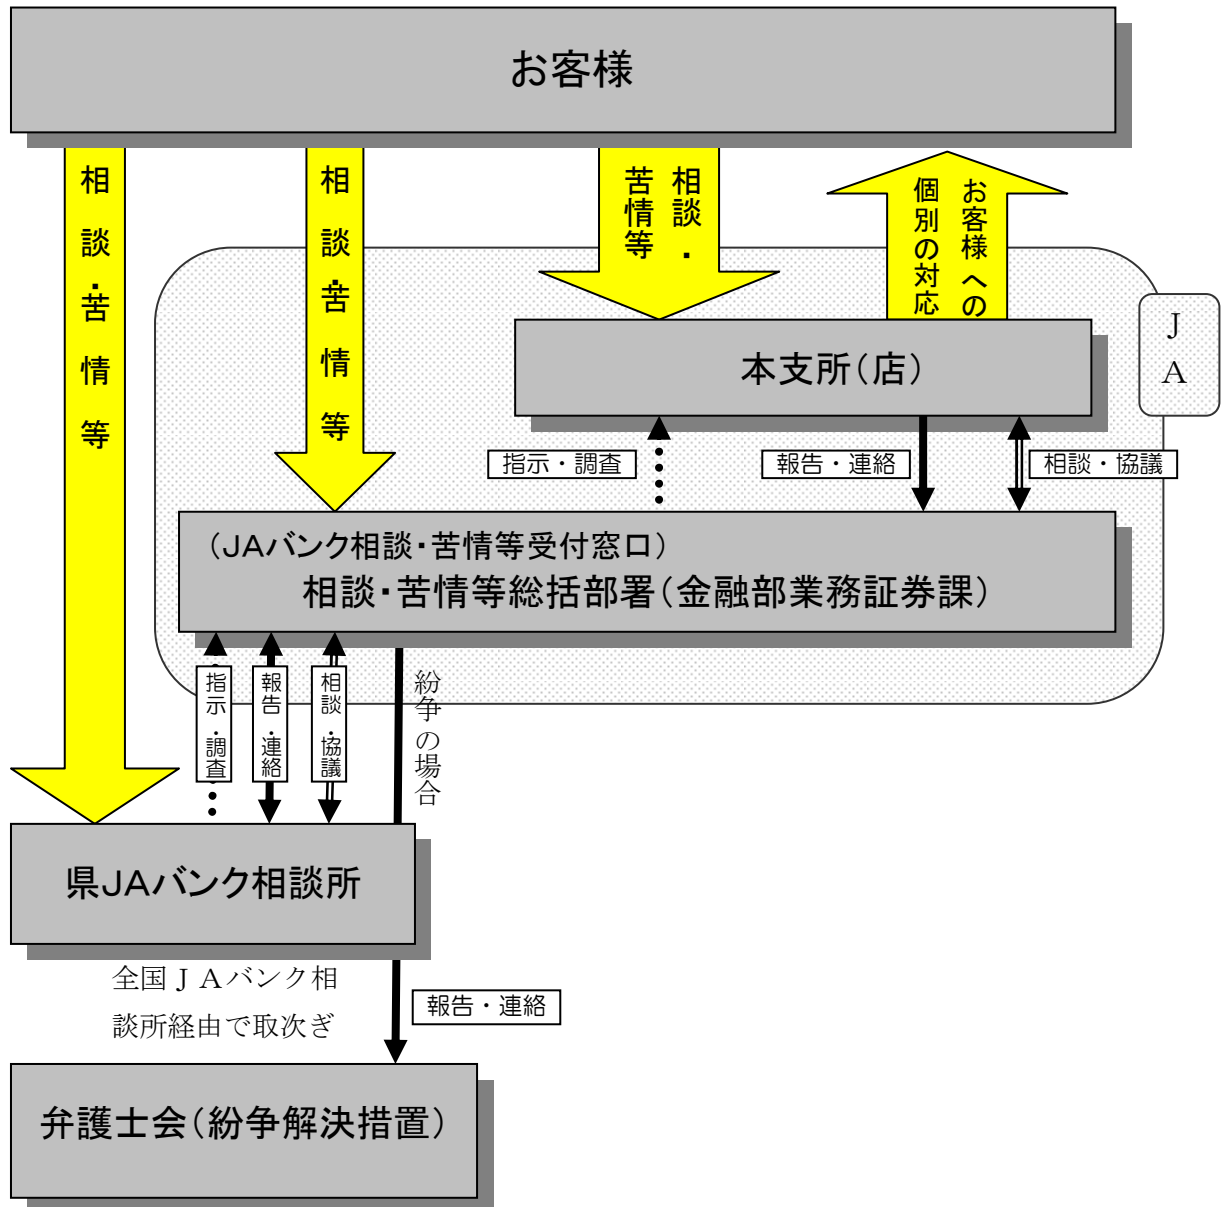 お客様
相談・苦情等
相談・苦情等
相談・
苦情等
お客様への
個別の対応
JA
本支所(店)
指示・調査
報告・連絡
相談・協議
(JAバンク相談・苦情等受付窓口)
相談・苦情等総括部署(金融部業務証券課)
指示・調査
報告・連絡
相談・協議
紛争の場合
県JAバンク相談所
全国JAバンク相
談所経由で取次ぎ
報告・連絡
弁護士会(紛争解決措置)